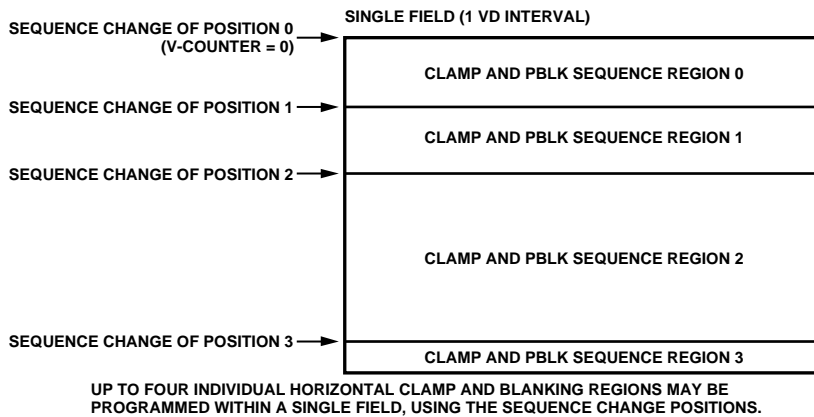 SINGLE FIELD (1 VD INTERVAL)
SEQUENCE CHANGE OF POSITION 0
(V-COUNTER = 0)
CLAMP AND PBLK SEQUENCE REGION 0
SEQUENCE CHANGE OF POSITION 1
CLAMP AND PBLK SEQUENCE REGION 1
SEQUENCE CHANGE OF POSITION 2
CLAMP AND PBLK SEQUENCE REGION 2
SEQUENCE CHANGE OF POSITION 3
CLAMP AND PBLK SEQUENCE REGION 3
UP TO FOUR INDIVIDUAL HORIZONTAL CLAMP AND BLANKING REGIONS MAY BE
PROGRAMMED WITHIN A SINGLE FIELD, USING THE SEQUENCE CHANGE POSITIONS.